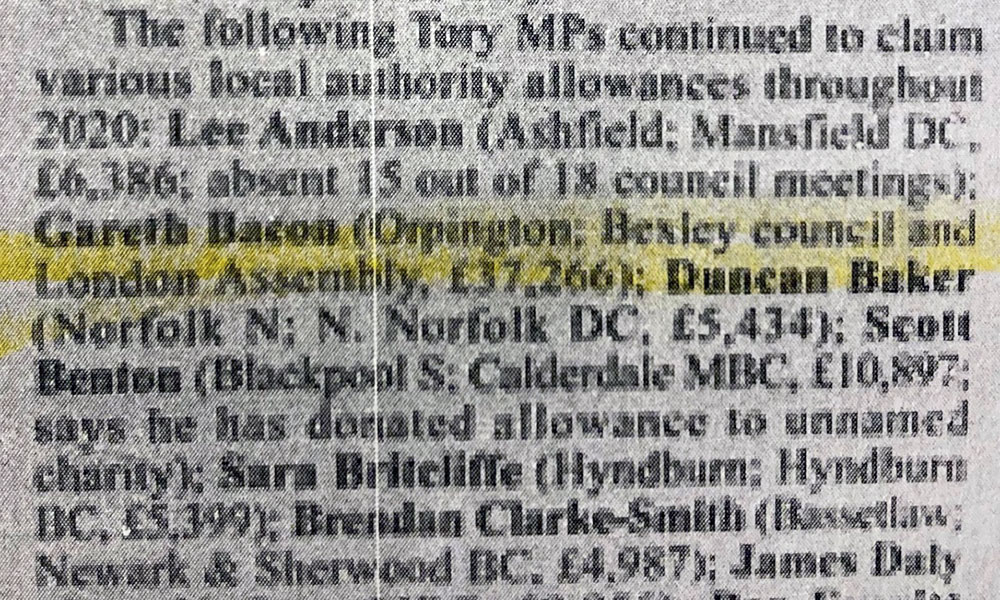 The following Tory MPs continued to claim
various local authority allowances throughout
2020: Lee Anderson (Ashfield; Mansfield DC,
£6,386; absent 15 out of 18 council meetings);
Gareth Bacon (Orpington; Bexley council and
London Assembly, £37,266); Duncan Baker
(Norfolk N; N. Norfolk DC, £5,434); Scott
Benton (Blackpool S; Calderdale MBC, £10,897;
says he has donated allowance to unnamed
charity); Sara Britcliffe (Hyndburn; Hyndburn
BC, £5,399); Brendan Clarke-Smith (Bassetlaw;
Newark & Sherwood BC, £4,987); James Daly